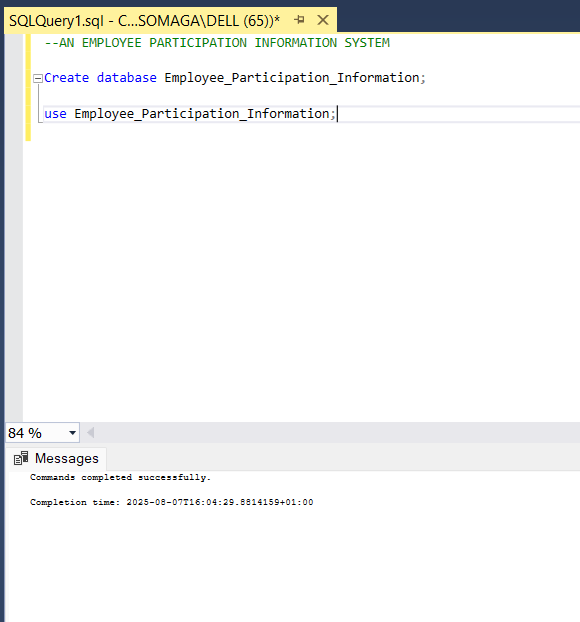 SQLQuery1.sql - C...SOMAGA\DELL (65))*
--AN EMPLOYEE PARTICIPATION INFORMATION SYSTEM
Create database Employee_Participation_Information;
use Employee_Participation_Information;
84 %
Messages
Commands completed successfully.
Completion time: 2025-08-07T16:04:29.8814159+01:00